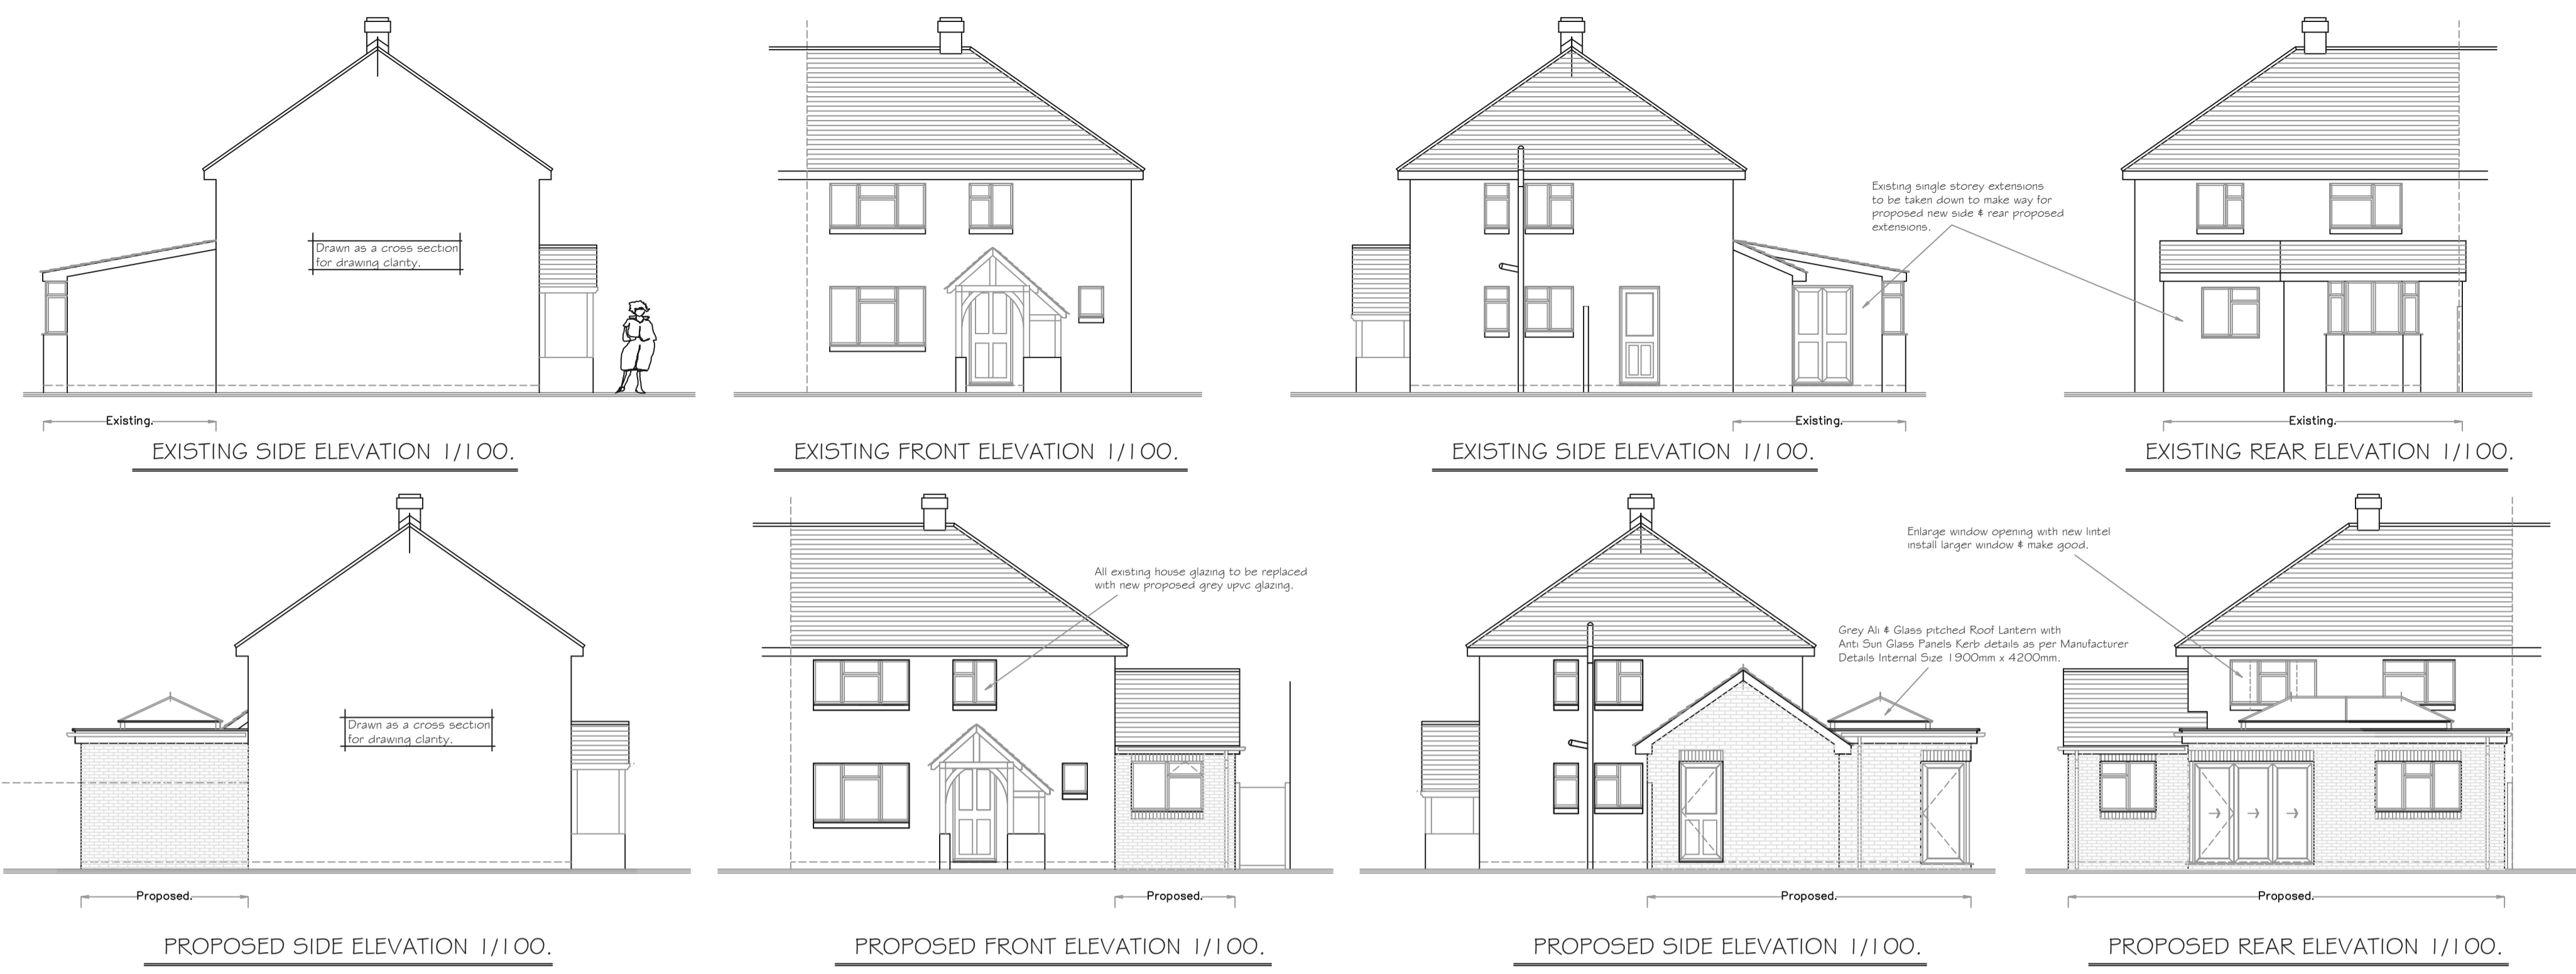 Drawn as a cross section
for drawing clarity.
Existing single storey extensions
to be taken down to make way for
proposed new side & rear proposed
extensions.
Existing.
Existing.
Existing.
EXISTING SIDE ELEVATION 1/100.
EXISTING FRONT ELEVATION 1/100.
EXISTING SIDE ELEVATION 1/100.
EXISTING REAR ELEVATION 1/100.
Enlarge window opening with new lintel
install larger window & make good.
All existing house glazing to be replaced
with new proposed grey upvc glazing.
Grey Ali & Glass pitched Roof Lantern with
Anti Sun Glass Panels Kerb details as per Manufacturer
Details Internal Size 1900mm x 4200mm.
Drawn as a cross section
for drawing clarity.
Proposed.
Proposed.
Proposed.
Proposed.
PROPOSED SIDE ELEVATION 1/100.
PROPOSED FRONT ELEVATION 1/100.
PROPOSED SIDE ELEVATION 1/100.
PROPOSED REAR ELEVATION 1/100.